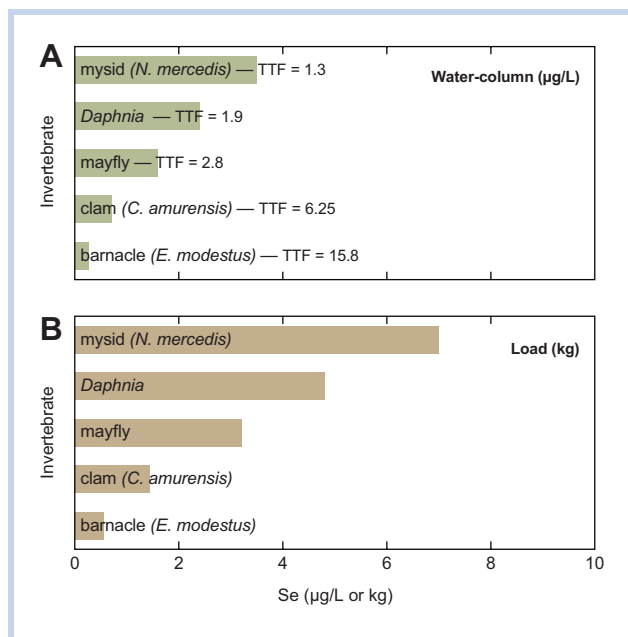 A
Water-column (µg/L)
mysid (N. mercedis) — TTF = 1.3
Daphnia — TTF = 1.9
mayfly — TTF = 2.8
clam (C. amurensis) — TTF = 6.25
barnacle (E. modestus) — TTF = 15.8
Invertebrate
B
Load (kg)
mysid (N. mercedis)
Daphnia
mayfly
clam (C. amurensis)
barnacle (E. modestus)
Invertebrate
0 2 4 6 8 10
Se (µg/L or kg)